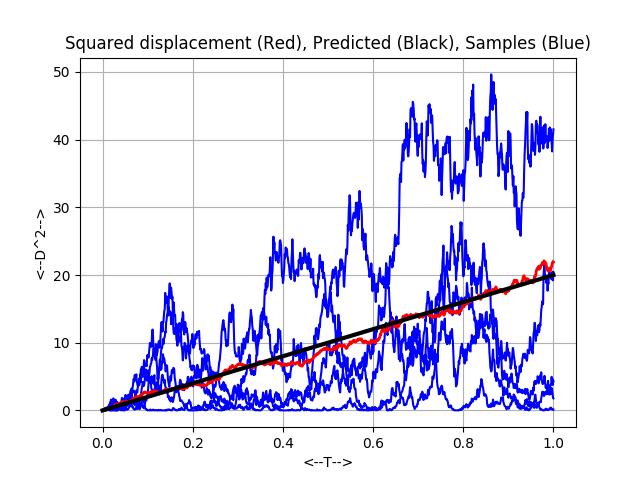 Squared displacement (Red), Predicted (Black), Samples (Blue)
50
40
30
20
10
0
<--D^2-->
0.0 0.2 0.4 0.6 0.8 1.0
<--T-->